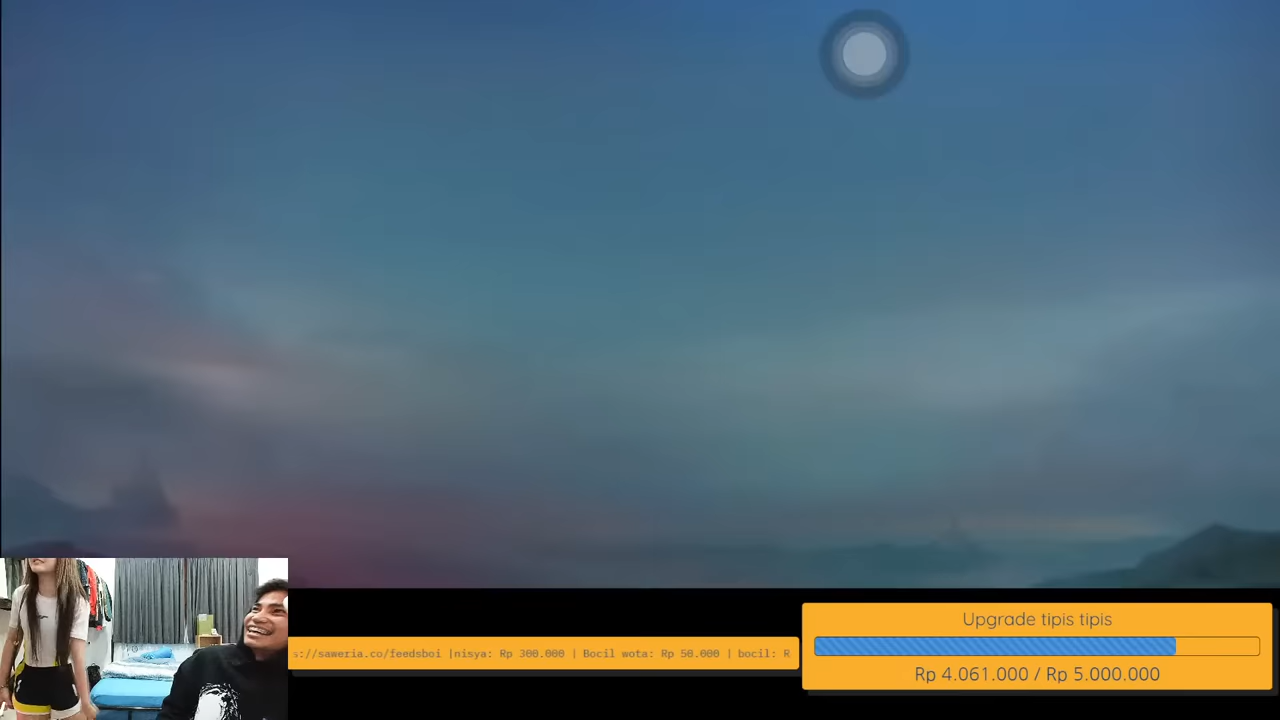 s://saweria.co/feedsboi |nisya: Rp 300.000 | Bocil wota: Rp 50.000 | bocil: R
Upgrade tipis tipis
Rp 4.061.000 / Rp 5.000.000